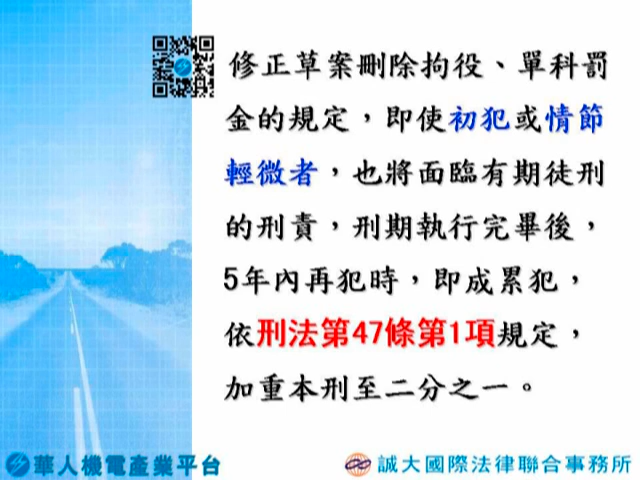 修正草案刪除拘役、單科罰
金的規定，即使初犯或情節
輕微者，也將面臨有期徒刑
的刑責，刑期執行完畢後，
5年內再犯時，即成累犯，
依刑法第47條第1項規定，
加重本刑至二分之一。
華人機電產業平台
誠大國際法律聯合事務所